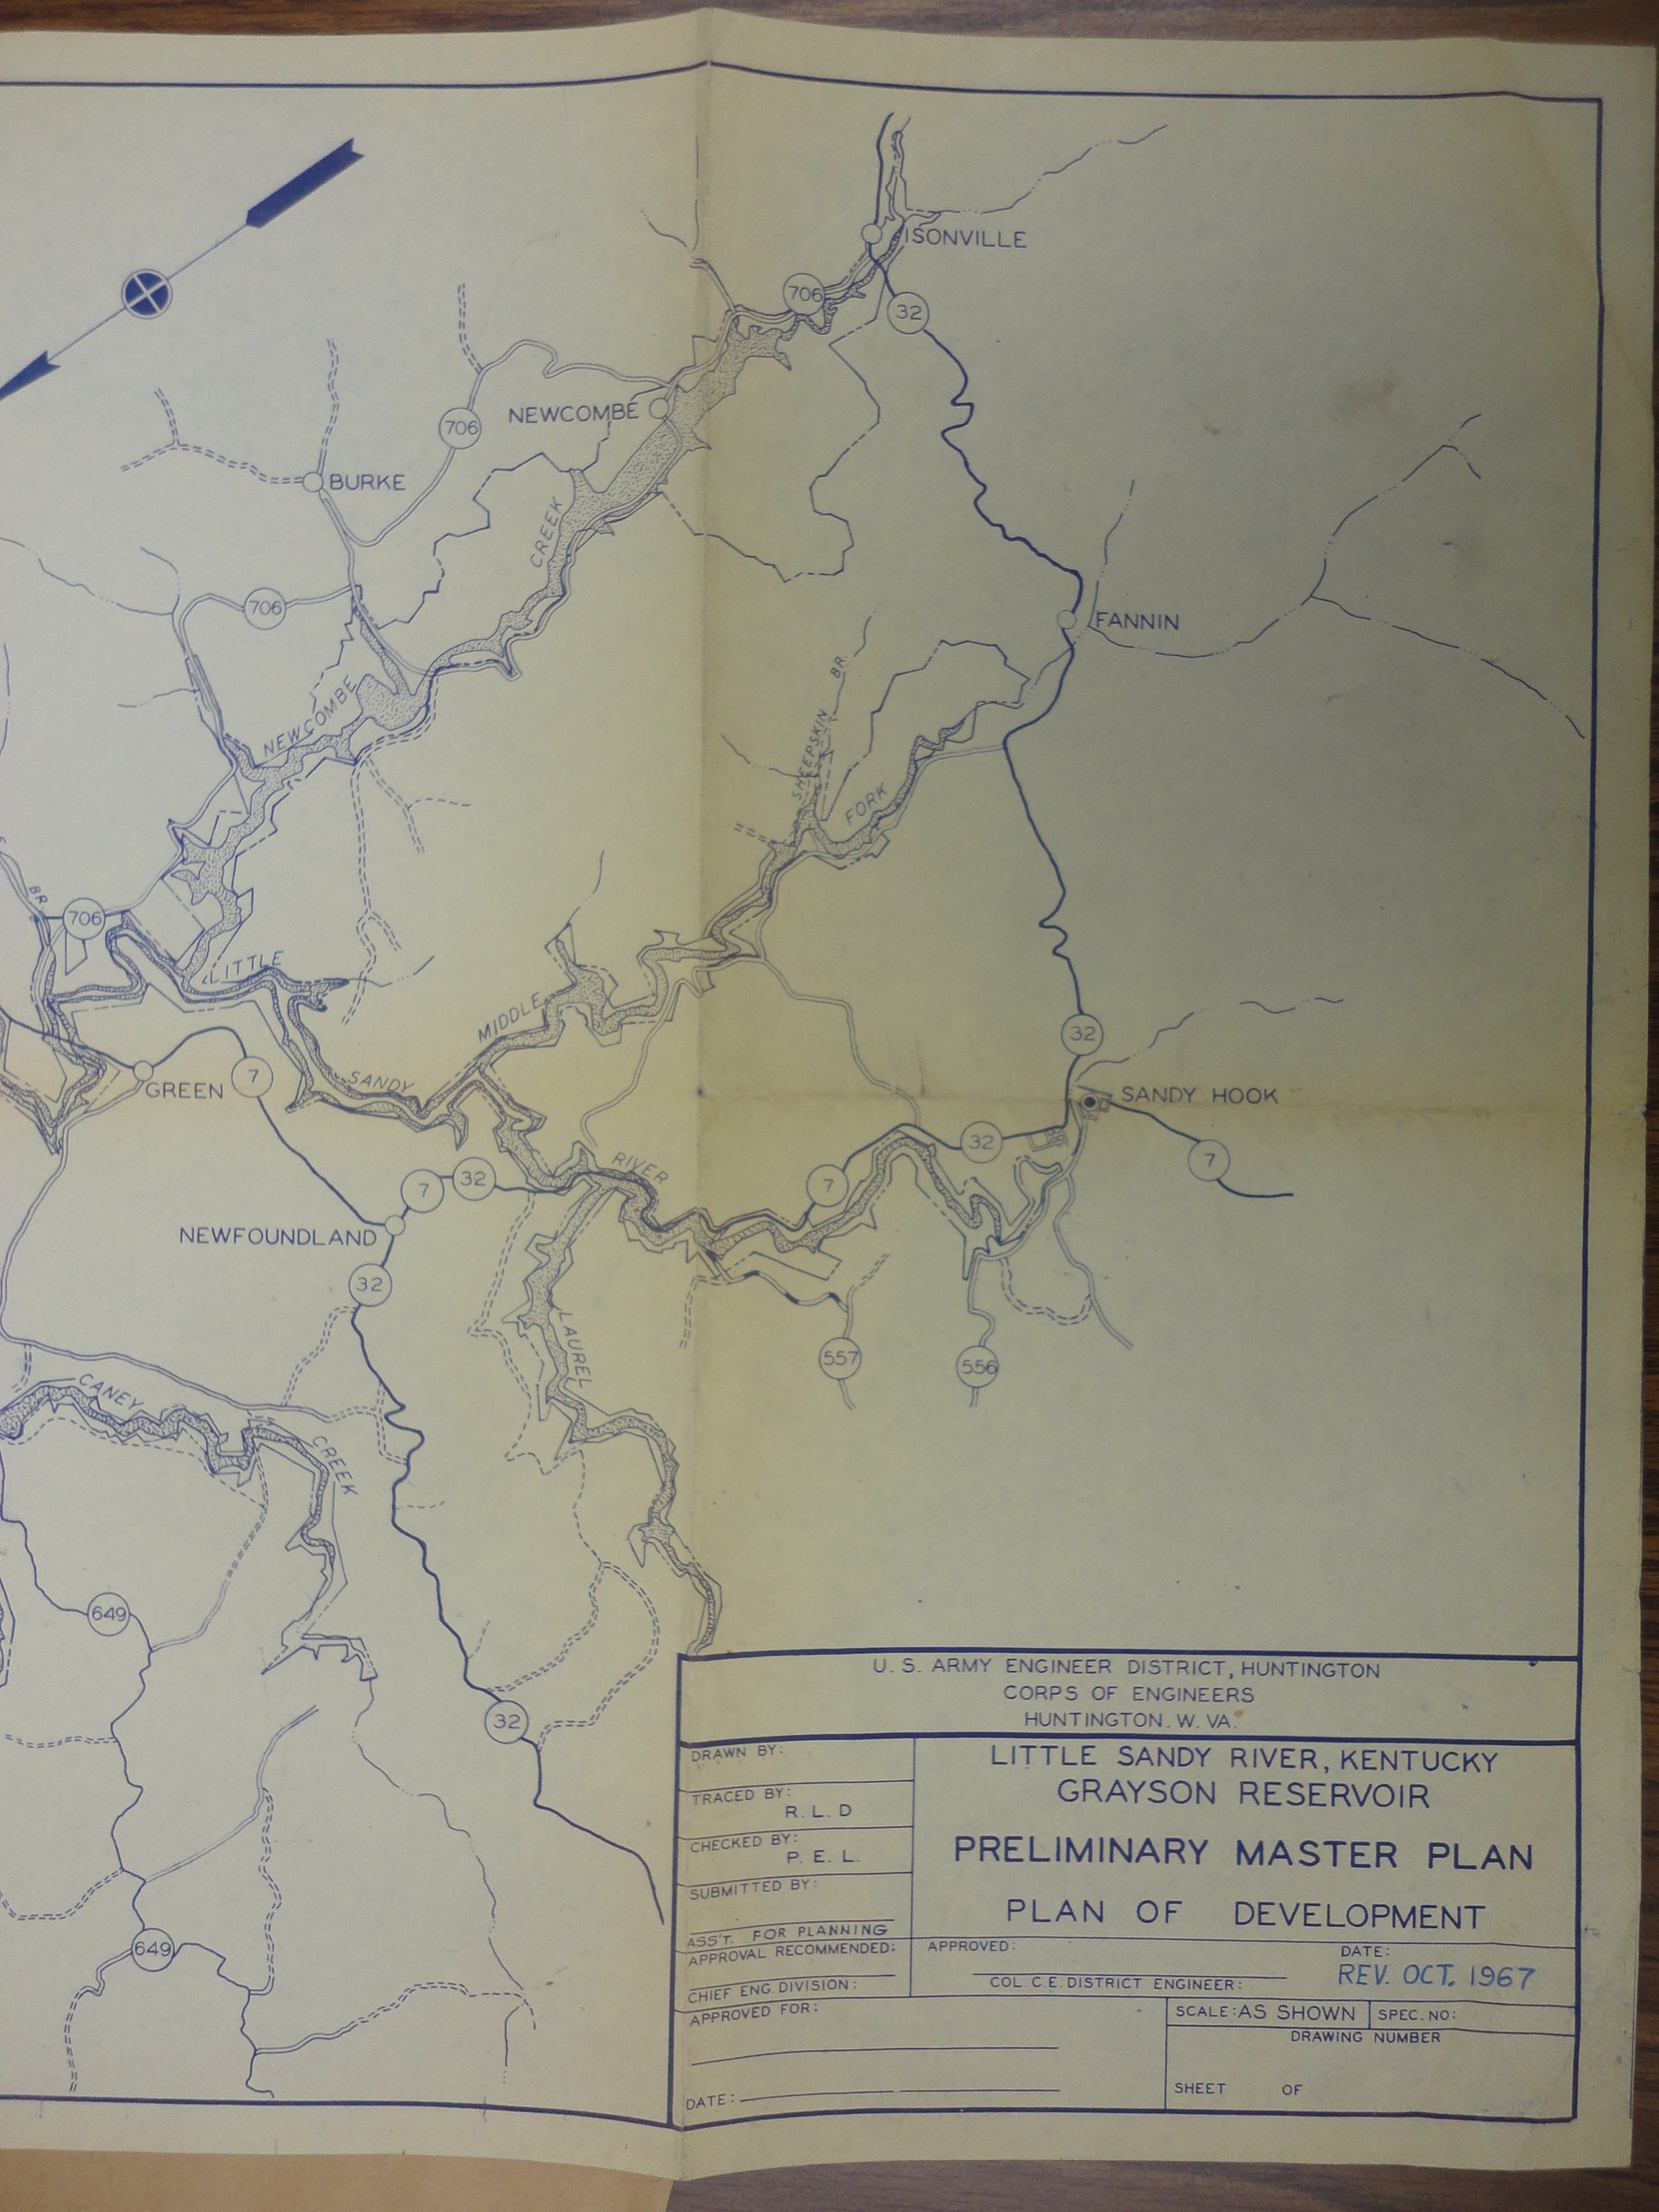 ISONVILLE
706
32
NEWCOMBE
706
BURKE
CREEK
706
FANNIN
SHEEPSKIN BR.
NEWCOMBE
FORK
BR.
706
LITTLE
MIDDLE
32
GREEN
7
SANDY
SANDY HOOK
32
7
RIVER
7
32
7
NEWFOUNDLAND
32
LAUREL
557
556
CANEY
CREEK
649
32
649
U. S. ARMY ENGINEER DISTRICT, HUNTINGTON
CORPS OF ENGINEERS
HUNTINGTON. W. VA.
DRAWN BY:
TRACED BY:
R. L. D
CHECKED BY:
P. E. L.
SUBMITTED BY:
ASS'T. FOR PLANNING
APPROVAL RECOMMENDED:
CHIEF ENG. DIVISION:
LITTLE SANDY RIVER, KENTUCKY
GRAYSON RESERVOIR
PRELIMINARY MASTER PLAN
PLAN OF DEVELOPMENT
APPROVED:
COL. C.E. DISTRICT ENGINEER:
DATE:
REV. OCT. 1967
APPROVED FOR:
DATE:
SCALE: AS SHOWN
SPEC. NO:
DRAWING NUMBER
SHEET OF